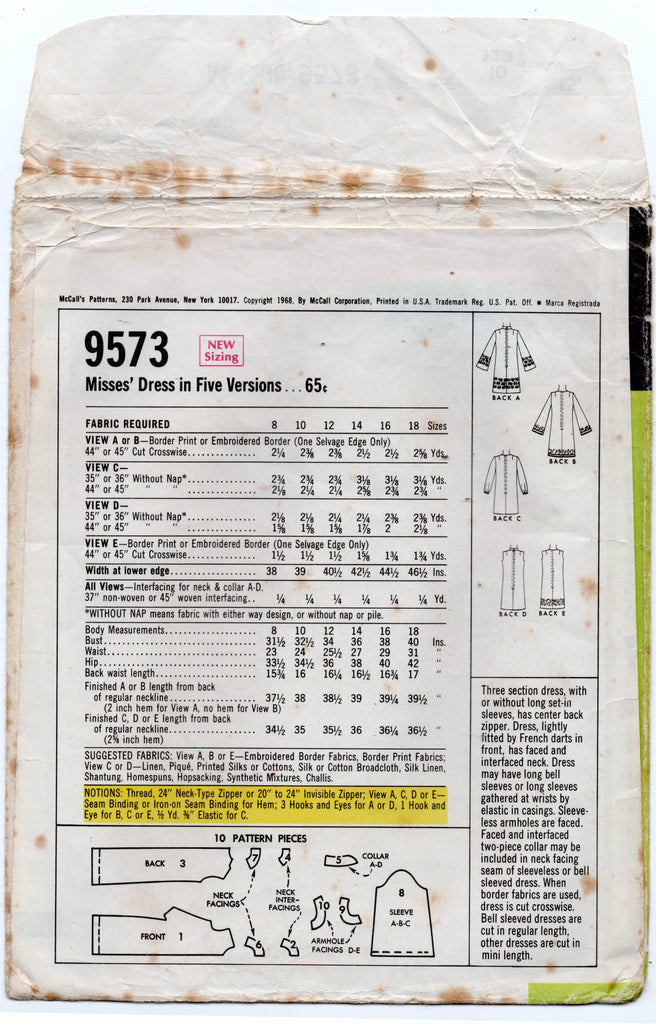 McCall's Patterns, 230 Park Avenue, New York 10017. Copyright 1968, By McCall Corporation, Printed in U.S.A. Trademark Reg. U.S. Pat. Off. ■ Marca Registrada
9573
NEW
Sizing
Misses' Dress in Five Versions...65¢
FABRIC REQUIRED 8 10 12 14 16 18 Sizes
VIEW A or B—Border Print or Embroidered Border (One Selvage Edge Only)
44" or 45" Cut Crosswise 2¼ 2⅜ 2⅜ 2½ 2½ 2⅝ Yds.
VIEW C—
35" or 36" Without Nap* 2¾ 2¾ 2¾ 3⅛ 3⅛ 3⅛ Yds.
44" or 45" " " 2⅛ 2¼ 2¼ 2⅝ 2¾ 2¾ "
VIEW D—
35" or 36" Without Nap* 2⅛ 2⅛ 2¼ 2¼ 2⅜ 2⅜ Yds.
44" or 45" " " 1⅝ 1⅝ 1⅝ 1⅞ 2 2⅛ "
VIEW E—Border Print or Embroidered Border (One Selvage Edge Only)
44" or 45" Cut Crosswise 1½ 1½ 1½ 1⅝ 1¾ 1¾ Yds.
Width at lower edge 38 39 40½ 42½ 44½ 46½ Ins.
All Views—Interfacing for neck & collar A-D.
37" non-woven or 45" woven interfacing.. ¼ ¼ ¼ ¼ ¼ ¼ Yd.
*WITHOUT NAP means fabric with either way design, or without nap or pile.
Body Measurements 8 10 12 14 16 18
Bust 31½ 32½ 34 36 38 40 Ins.
Waist 23 24 25½ 27 29 31 "
Hip 33½ 34½ 36 38 40 42 "
Back waist length 15¾ 16 16¼ 16½ 16¾ 17 "
Finished A or B length from back
of regular neckline 37½ 38 38½ 39 39¼ 39½ "
(2 inch hem for View A, no hem for View B)
Finished C, D or E length from back
of regular neckline 34½ 35 35½ 36 36¼ 36½ "
(2⅝ inch hem)
SUGGESTED FABRICS: View A, B or E—Embroidered Border Fabrics, Border Print Fabrics;
View C or D—Linen, Piqué, Printed Silks or Cottons, Silk or Cotton Broadcloth, Silk Linen,
Shantung, Homespuns, Hopsacking, Synthetic Mixtures, Challis.
NOTIONS: Thread, 24" Neck-Type Zipper or 20" to 24" Invisible Zipper; View A, C, D or E—
Seam Binding or Iron-on Seam Binding for Hem; 3 Hooks and Eyes for A or D, 1 Hook and
Eye for B, C or E, ½ Yd. ⅜" Elastic for C.
10 PATTERN PIECES
BACK 3
7
4
5
COLLAR
A-D
NECK
FACINGS
NECK
INTER-
FACINGS
10
9
8
SLEEVE
A-B-C
FRONT 1
6
2
ARMHOLE
FACINGS D-E
BACK A
BACK B
BACK C
BACK D
BACK E
Three section dress, with
or without long set-in
sleeves, has center back
zipper. Dress, lightly
fitted by French darts in
front, has faced and
interfaced neck. Dress
may have long bell
sleeves or long sleeves
gathered at wrists by
elastic in casings. Sleeve-
less armholes are faced.
Faced and interfaced
two-piece collar may be
included in neck facing
seam of sleeveless or bell
sleeved dress. When
border fabrics are used,
dress is cut crosswise.
Bell sleeved dresses are
cut in regular length,
other dresses are cut in
mini length.